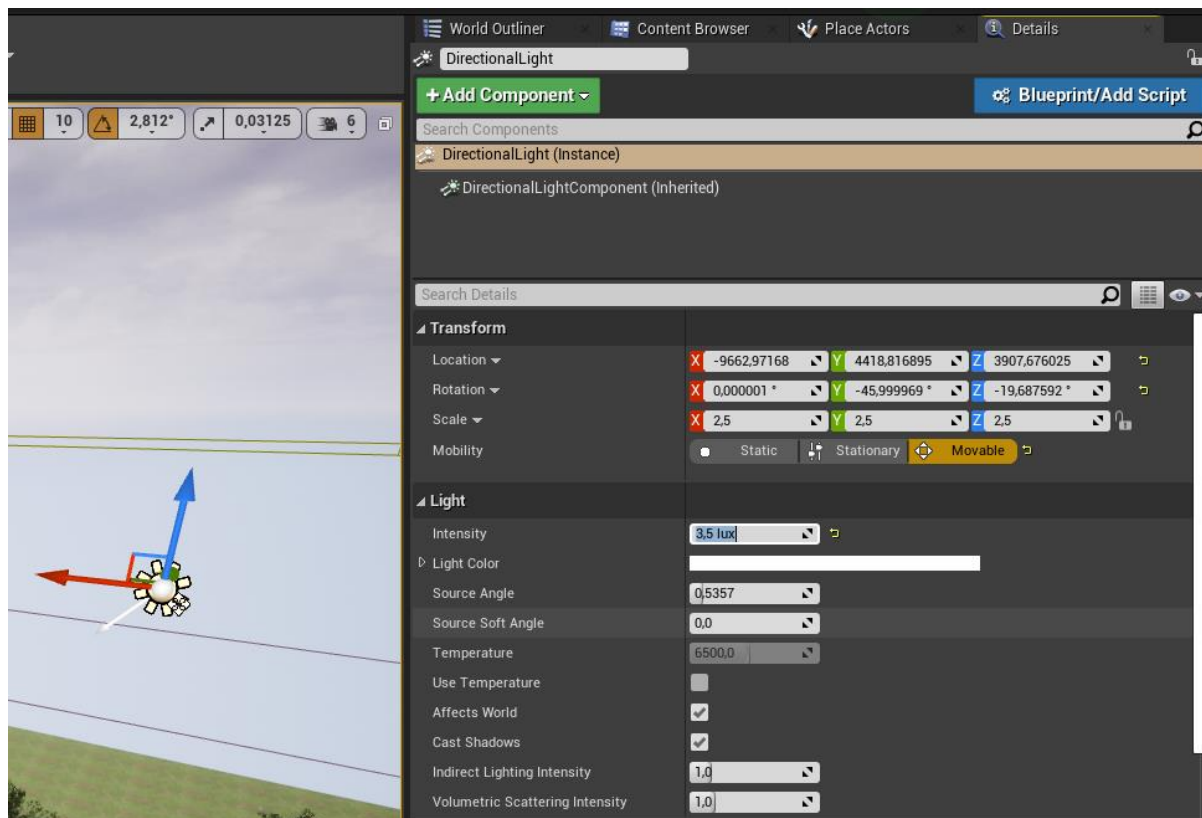 World Outliner Content Browser Place Actors Details
DirectionalLight
+Add Component Blueprint/Add Script
10 2,812° 0,03125 6
Search Components
DirectionalLight (Instance)
DirectionalLightComponent (Inherited)
Search Details
Transform
Location X -9662,97168 Y 4418,816895 Z 3907,676025
Rotation X 0,000001 ° Y -45,999969 ° Z -19,687592 °
Scale X 2,5 Y 2,5 Z 2,5
Mobility Static Stationary Movable
Light
Intensity 3,5 lux
Light Color
Source Angle 0,5357
Source Soft Angle 0,0
Temperature 6500,0
Use Temperature
Affects World
Cast Shadows
Indirect Lighting Intensity 1,0
Volumetric Scattering Intensity 1,0